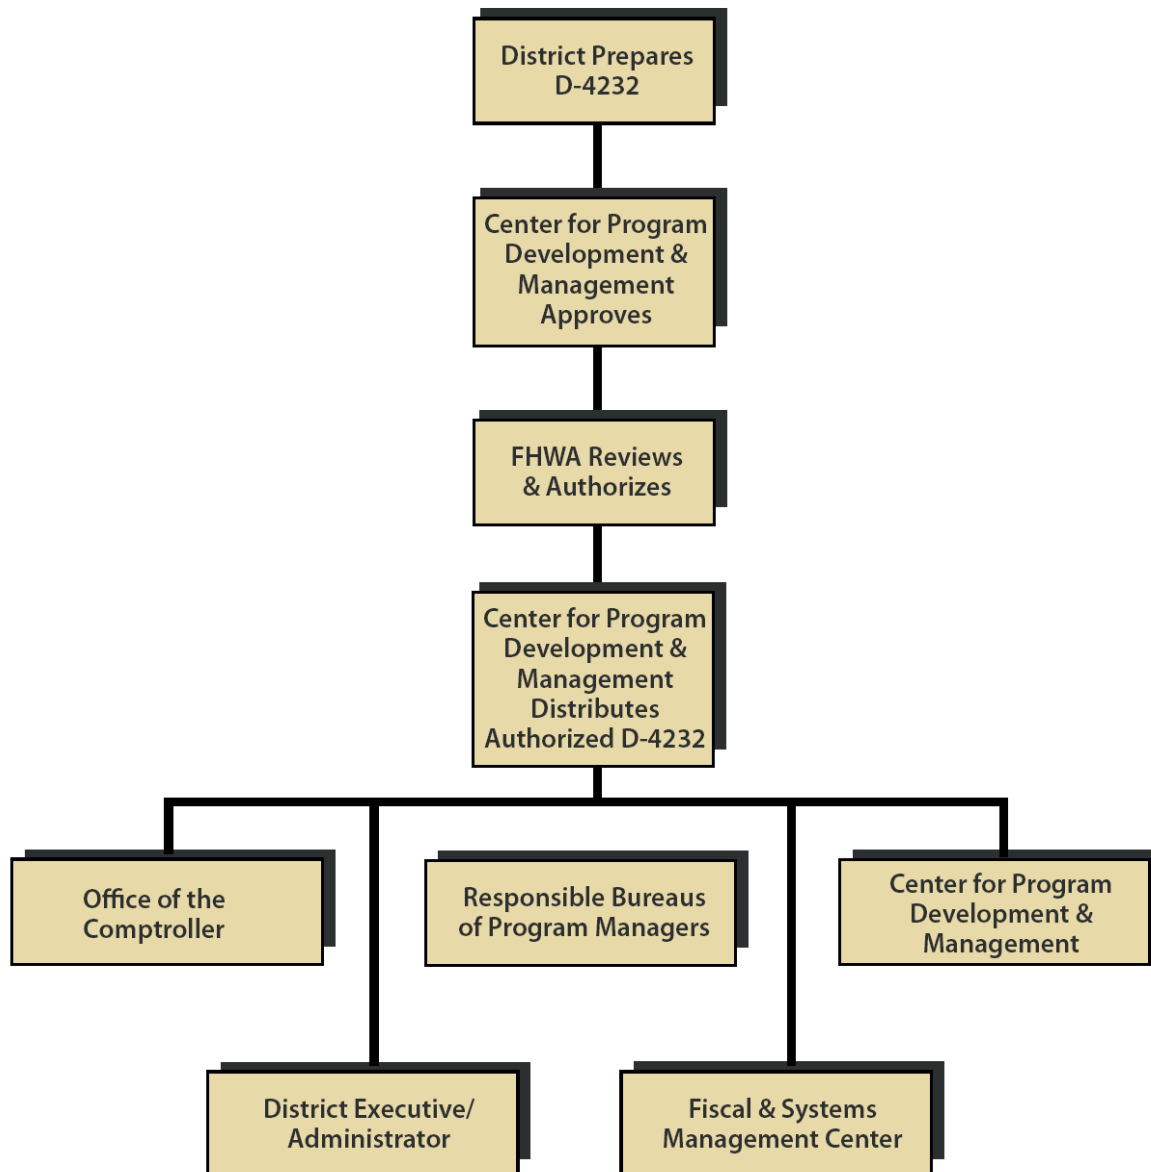 District Prepares
D-4232
Center for Program
Development &
Management
Approves
FHWA Reviews
& Authorizes
Center for Program
Development &
Management
Distributes
Authorized D-4232
Office of the
Comptroller
Responsible Bureaus
of Program Managers
Center for Program
Development &
Management
District Executive/
Administrator
Fiscal & Systems
Management Center